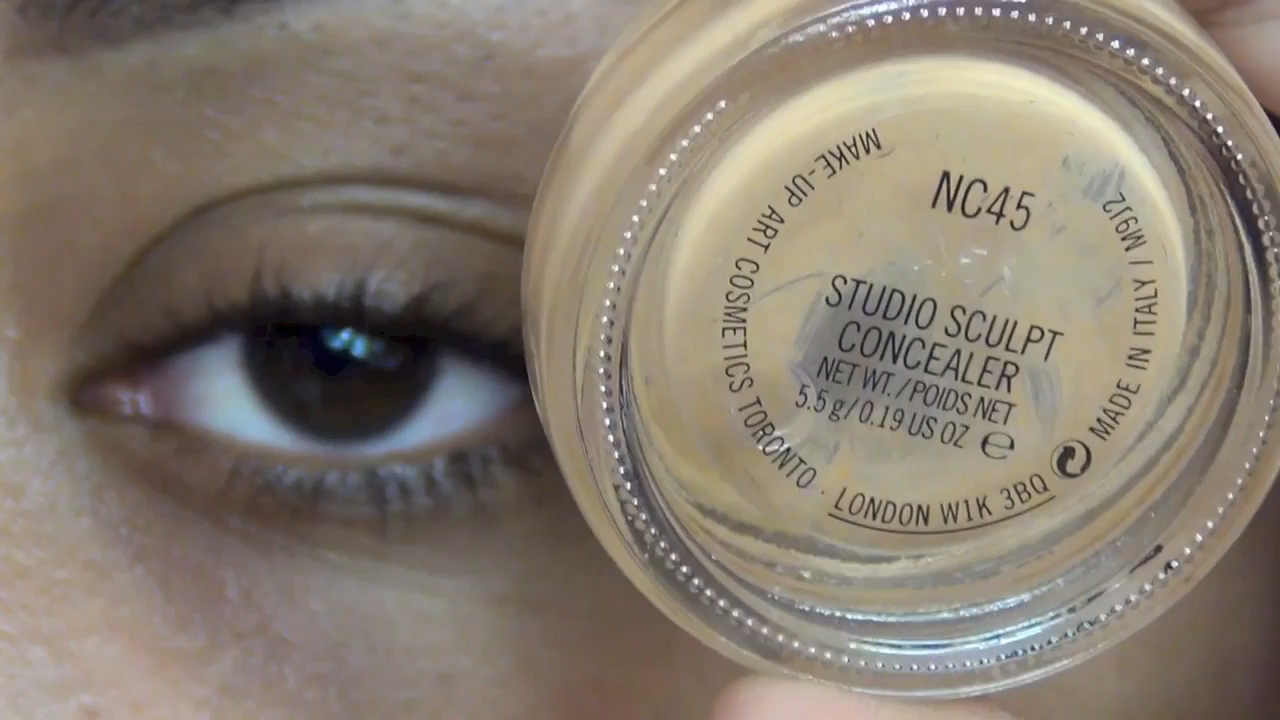 NC45
STUDIO SCULPT
CONCEALER
NET WT. / POIDS NET
5.5 g / 0.19 US OZ e
MAKE-UP ART COSMETICS TORONTO · LONDON W1K 3BQ
MADE IN ITALY / M9J2